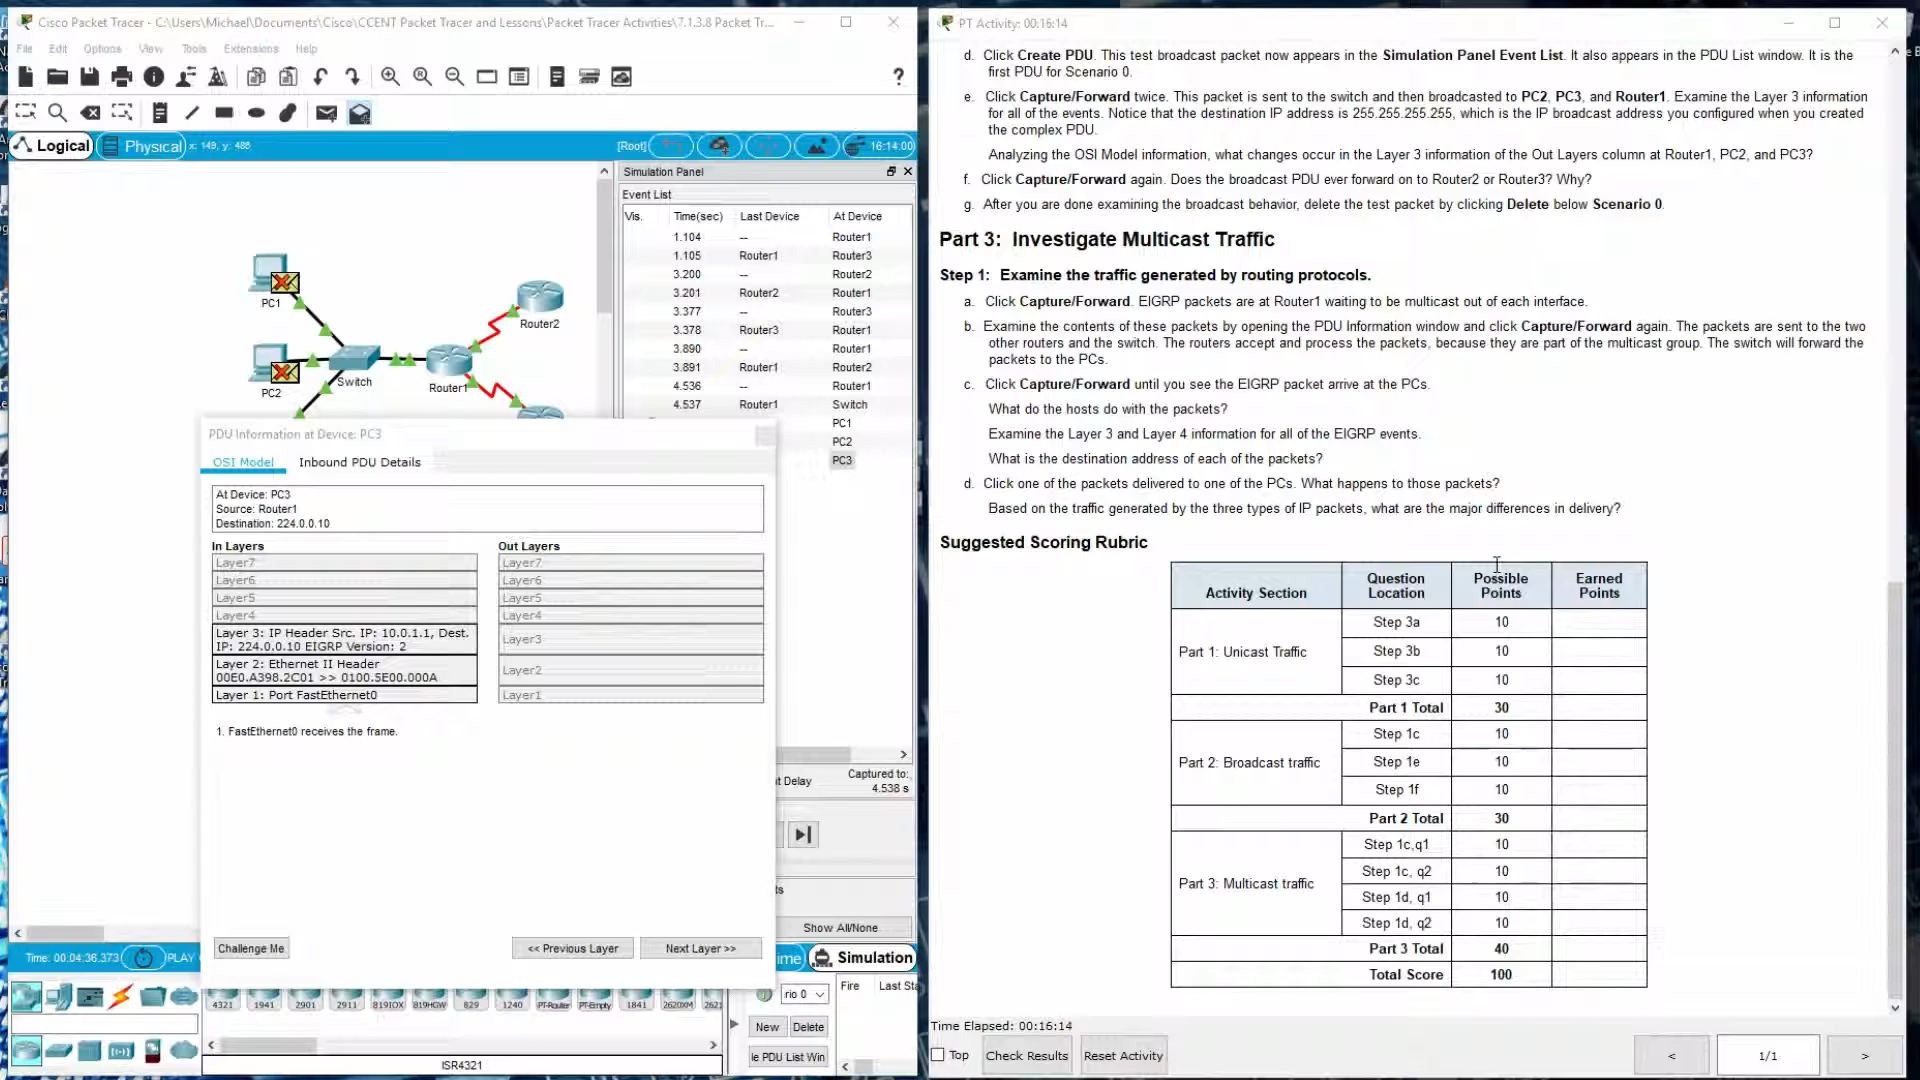 Cisco Packet Tracer - C:\Users\Michael\Documents\Cisco\CCENT Packet Tracer and Lessons\Packet Tracer Activities\7.1.3.8 Packet Tr...
File Edit Options View Tools Extensions Help
?
Logical Physical x: 149, y: 488 [Root] 16:14:00
Simulation Panel
Event List
Vis. Time(sec) Last Device At Device
1.104 -- Router1
1.105 Router1 Router3
3.200 -- Router2
3.201 Router2 Router1
3.377 -- Router3
3.378 Router3 Router1
3.890 -- Router1
3.891 Router1 Router2
4.536 -- Router1
4.537 Router1 Switch
PC1
PC2
PC3
PC1
Router2
PC2
Switch
Router1
PDU Information at Device: PC3
OSI Model Inbound PDU Details
At Device: PC3
Source: Router1
Destination: 224.0.0.10
In Layers Out Layers
Layer7 Layer7
Layer6 Layer6
Layer5 Layer5
Layer4 Layer4
Layer 3: IP Header Src. IP: 10.0.1.1, Dest. IP: 224.0.0.10 EIGRP Version: 2 Layer3
Layer 2: Ethernet II Header 00E0.A398.2C01 >> 0100.5E00.000A Layer2
Layer 1: Port FastEthernet0 Layer1
1. FastEthernet0 receives the frame.
Challenge Me << Previous Layer Next Layer >>
t Delay Captured to:
4.538 s
ts
Show All/None
Time: 00:04:36.373 PLAY ime Simulation
4321 1941 2901 2911 819IOX 819HGW 829 1240 PT-Router PT-Empty 1841 2620XM 2621
rio 0 Fire Last Sta
New Delete
le PDU List Win
ISR4321
PT Activity: 00:16:14
d. Click Create PDU. This test broadcast packet now appears in the Simulation Panel Event List. It also appears in the PDU List window. It is the
first PDU for Scenario 0.
e. Click Capture/Forward twice. This packet is sent to the switch and then broadcasted to PC2, PC3, and Router1. Examine the Layer 3 information
for all of the events. Notice that the destination IP address is 255.255.255.255, which is the IP broadcast address you configured when you created
the complex PDU.
Analyzing the OSI Model information, what changes occur in the Layer 3 information of the Out Layers column at Router1, PC2, and PC3?
f. Click Capture/Forward again. Does the broadcast PDU ever forward on to Router2 or Router3? Why?
g. After you are done examining the broadcast behavior, delete the test packet by clicking Delete below Scenario 0.
Part 3: Investigate Multicast Traffic
Step 1: Examine the traffic generated by routing protocols.
a. Click Capture/Forward. EIGRP packets are at Router1 waiting to be multicast out of each interface.
b. Examine the contents of these packets by opening the PDU Information window and click Capture/Forward again. The packets are sent to the two
other routers and the switch. The routers accept and process the packets, because they are part of the multicast group. The switch will forward the
packets to the PCs.
c. Click Capture/Forward until you see the EIGRP packet arrive at the PCs.
What do the hosts do with the packets?
Examine the Layer 3 and Layer 4 information for all of the EIGRP events.
What is the destination address of each of the packets?
d. Click one of the packets delivered to one of the PCs. What happens to those packets?
Based on the traffic generated by the three types of IP packets, what are the major differences in delivery?
Suggested Scoring Rubric
Activity Section Question Location Possible Points Earned Points
Part 1: Unicast Traffic Step 3a 10
Step 3b 10
Step 3c 10
Part 1 Total 30
Part 2: Broadcast traffic Step 1c 10
Step 1e 10
Step 1f 10
Part 2 Total 30
Part 3: Multicast traffic Step 1c,q1 10
Step 1c, q2 10
Step 1d, q1 10
Step 1d, q2 10
Part 3 Total 40
Total Score 100
Time Elapsed: 00:16:14
Top Check Results Reset Activity < 1/1 >